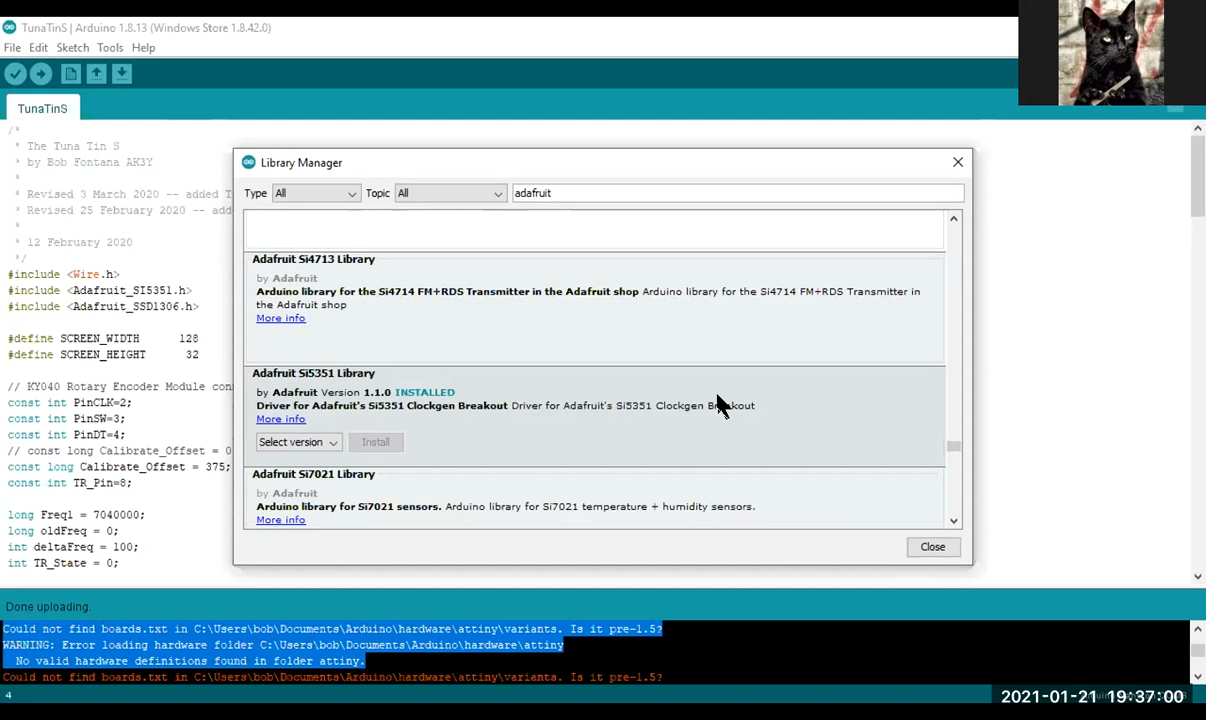 TunaTinS | Arduino 1.8.13 (Windows Store 1.8.42.0)
File Edit Sketch Tools Help
TunaTinS
/*
* The Tuna Tin S
* by Bob Fontana AK3Y
*
* Revised 3 March 2020 -- added T
* Revised 25 February 2020 -- add
*
* 12 February 2020
*/
#include <Wire.h>
#include <Adafruit_SI5351.h>
#include <Adafruit_SSD1306.h>
#define SCREEN_WIDTH 128
#define SCREEN_HEIGHT 32
// KY040 Rotary Encoder Module con
const int PinCLK=2;
const int PinSW=3;
const int PinDT=4;
// const long Calibrate_Offset = 0
const long Calibrate_Offset = 375;
const int TR_Pin=8;
long Freq1 = 7040000;
long oldFreq = 0;
int deltaFreq = 100;
int TR_State = 0;
Library Manager
Type All Topic All adafruit
Adafruit Si4713 Library
by Adafruit
Arduino library for the Si4714 FM+RDS Transmitter in the Adafruit shop Arduino library for the Si4714 FM+RDS Transmitter in
the Adafruit shop
More info
Adafruit Si5351 Library
by Adafruit Version 1.1.0 INSTALLED
Driver for Adafruit's Si5351 Clockgen Breakout Driver for Adafruit's Si5351 Clockgen Breakout
More info
Select version Install
Adafruit Si7021 Library
by Adafruit
Arduino library for Si7021 sensors. Arduino library for Si7021 temperature + humidity sensors.
More info
Close
Done uploading.
Could not find boards.txt in C:\Users\bob\Documents\Arduino\hardware\attiny\variants. Is it pre-1.5?
WARNING: Error loading hardware folder C:\Users\bob\Documents\Arduino\hardware\attiny
No valid hardware definitions found in folder attiny.
Could not find boards.txt in C:\Users\bob\Documents\Arduino\hardware\attiny\variants. Is it pre-1.5?
4
2021-01-21 19:37:00